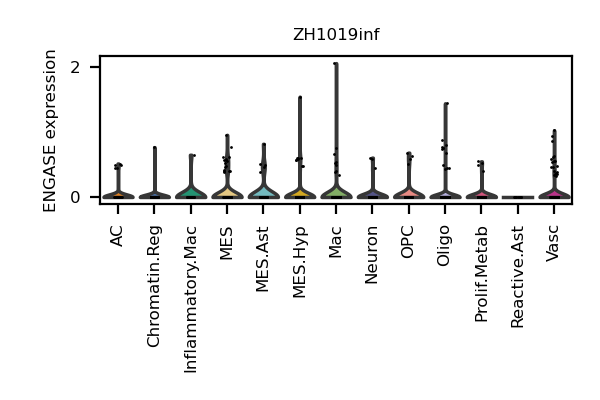 ZH1019inf
ENGASE expression
2
0
AC
Chromatin.Reg
Inflammatory.Mac
MES
MES.Ast
MES.Hyp
Mac
Neuron
OPC
Oligo
Prolif.Metab
Reactive.Ast
Vasc